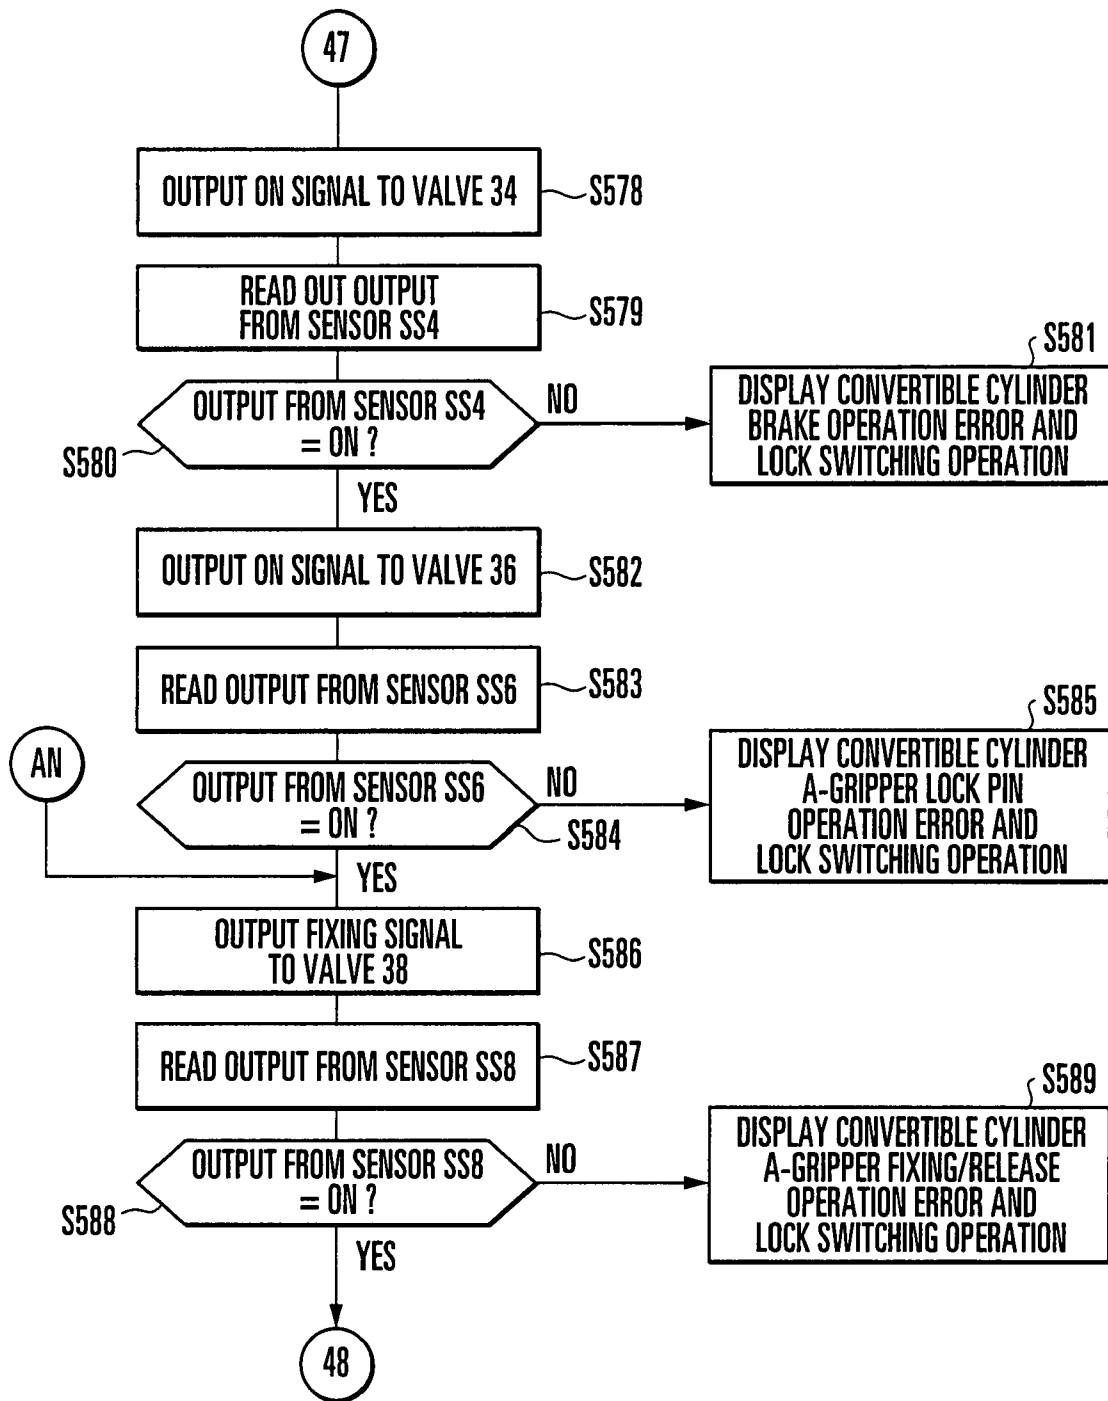 47
OUTPUT ON SIGNAL TO VALVE 34
S578
READ OUT OUTPUT
FROM SENSOR SS4
S579
OUTPUT FROM SENSOR SS4
= ON ?
S580
NO
S581
DISPLAY CONVERTIBLE CYLINDER
BRAKE OPERATION ERROR AND
LOCK SWITCHING OPERATION
YES
OUTPUT ON SIGNAL TO VALVE 36
S582
READ OUTPUT FROM SENSOR SS6
S583
AN
OUTPUT FROM SENSOR SS6
= ON ?
S584
NO
S585
DISPLAY CONVERTIBLE CYLINDER
A-GRIPPER LOCK PIN
OPERATION ERROR AND
LOCK SWITCHING OPERATION
YES
OUTPUT FIXING SIGNAL
TO VALVE 38
S586
READ OUTPUT FROM SENSOR SS8
S587
OUTPUT FROM SENSOR SS8
= ON ?
S588
NO
S589
DISPLAY CONVERTIBLE CYLINDER
A-GRIPPER FIXING/RELEASE
OPERATION ERROR AND
LOCK SWITCHING OPERATION
YES
48